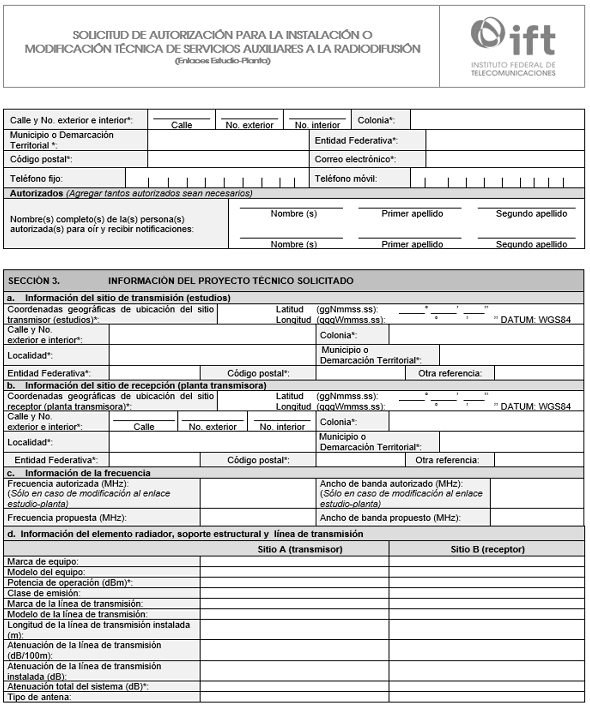 SOLICITUD DE AUTORIZACIÓN PARA LA INSTALACIÓN O
MODIFICACIÓN TÉCNICA DE SERVICIOS AUXILIARES A LA RADIODIFUSIÓN
(Enlaces Estudio-Planta)
ift
INSTITUTO FEDERAL DE
TELECOMUNICACIONES
Calle y No. exterior e interior*:
Calle No. exterior No. interior
Colonia*:
Municipio o Demarcación
Territorial *:
Entidad Federativa*:
Código postal*:
Correo electrónico*:
Teléfono fijo:
Teléfono móvil:
Autorizados (Agregar tantos autorizados sean necesarios)
Nombre(s) completo(s) de la(s) persona(s)
autorizada(s) para oír y recibir notificaciones:
Nombre (s) Primer apellido Segundo apellido
Nombre (s) Primer apellido Segundo apellido
SECCIÓN 3. INFORMACIÓN DEL PROYECTO TÉCNICO SOLICITADO
a. Información del sitio de transmisión (estudios)
Coordenadas geográficas de ubicación del sitio
transmisor (estudios)*:
Latitud (ggNmmss.ss): ° ' ”
Longitud (gggWmmss.ss): ° ' ” DATUM: WGS84
Calle y No.
exterior e interior*:
Colonia*:
Localidad*:
Municipio o
Demarcación Territorial*:
Entidad Federativa*:
Código postal*:
Otra referencia:
b. Información del sitio de recepción (planta transmisora)
Coordenadas geográficas de ubicación del sitio
receptor (planta transmisora)*:
Latitud (ggNmmss.ss): ° ' ”
Longitud (gggWmmss.ss): ° ' ” DATUM: WGS84
Calle y No.
exterior e interior*:
Calle No. exterior No. interior
Colonia*:
Localidad*:
Municipio o
Demarcación Territorial*:
Entidad Federativa*:
Código postal*:
Otra referencia:
c. Información de la frecuencia
Frecuencia autorizada (MHz):
(Sólo en caso de modificación al enlace
estudio-planta)
Ancho de banda autorizado (MHz):
(Sólo en caso de modificación al enlace
estudio-planta)
Frecuencia propuesta (MHz):
Ancho de banda propuesto (MHz):
d. Información del elemento radiador, soporte estructural y línea de transmisión
Sitio A (transmisor) Sitio B (receptor)
Marca de equipo:
Modelo del equipo:
Potencia de operación (dBm)*:
Clase de emisión:
Marca de la línea de transmisión:
Modelo de la línea de transmisión:
Longitud de la línea de transmisión instalada
(m):
Atenuación de la línea de transmisión
(dB/100m):
Atenuación de la línea de transmisión
instalada (dB):
Atenuación total del sistema (dB)*:
Tipo de antena: